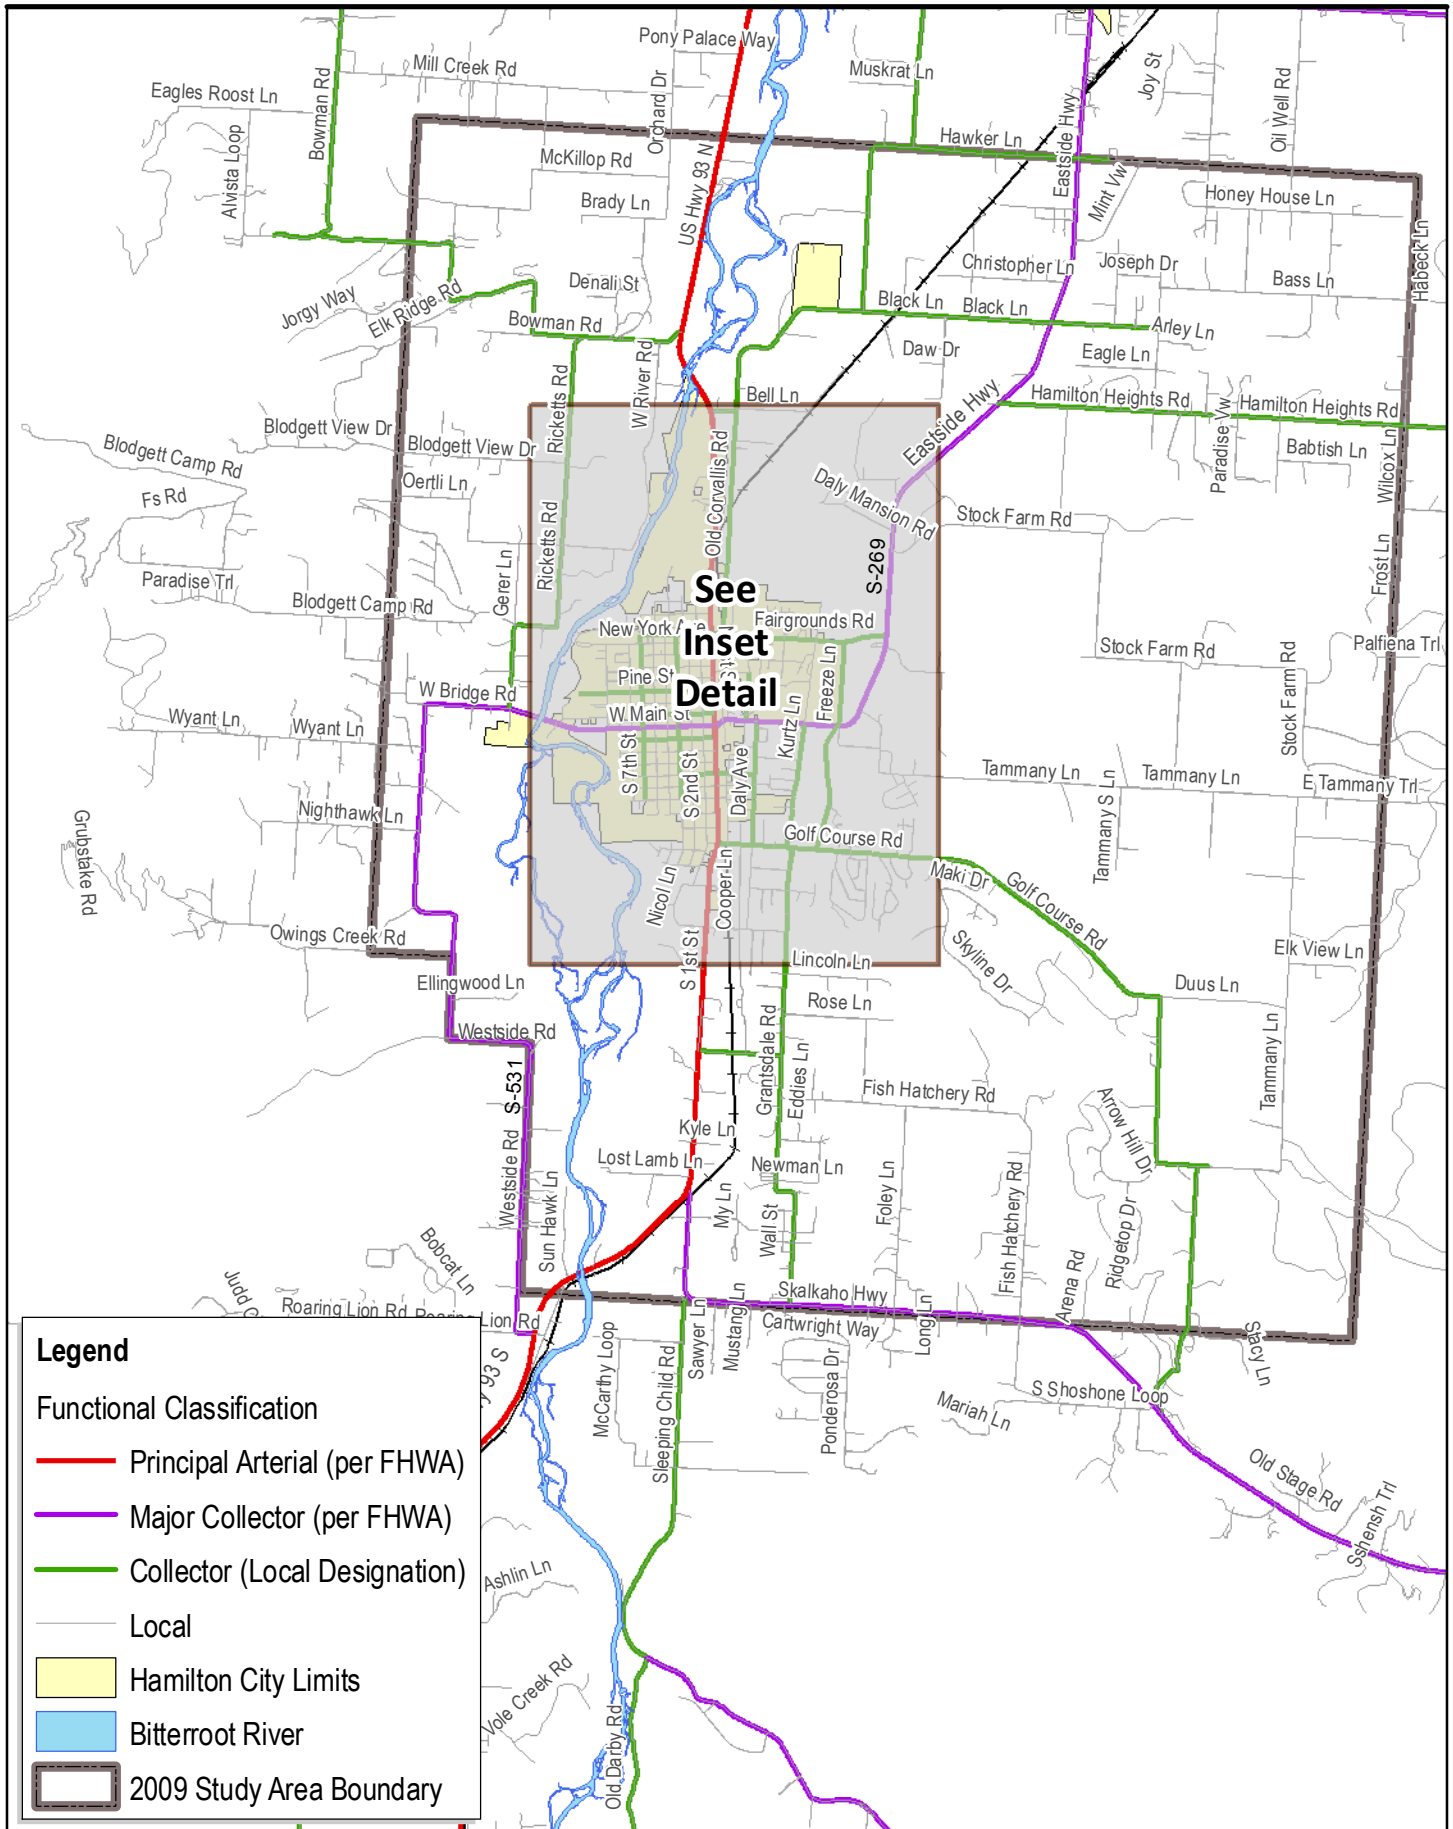 Pony Palace Way
Mill Creek Rd
Muskrat Ln
Joy St
Oil Well Rd
Eagles Roost Ln
Bowman Rd
Orchard Dr
Eastside Hwy
Alvista Loop
Hawker Ln
McKillop Rd
US Hwy 93 N
Mint Vw
Honey House Ln
Brady Ln
Habeck Ln
Christopher Ln
Joseph Dr
Bass Ln
Denali St
Jorgy Way
Elk Ridge Rd
Black Ln
Black Ln
Bowman Rd
Arley Ln
Daw Dr
Eagle Ln
W River Rd
Ricketts Rd
Bell Ln
Hamilton Heights Rd
Hamilton Heights Rd
Eastside Hwy
Paradise Vw
Blodgett View Dr
Blodgett View Dr
Babtish Ln
Wilcox Ln
Blodgett Camp Rd
Old Corvallis Rd
Oertli Ln
Fs Rd
Daly Mansion Rd
Stock Farm Rd
Ricketts Rd
S-269
Frost Ln
Gerer Ln
Paradise Trl
Blodgett Camp Rd
See
Inset
Detail
New York Ave
Fairgrounds Rd
Stock Farm Rd
Palfiena Trl
Stock Farm Rd
Pine St
Freeze Ln
W Bridge Rd
W Main St
Kurtz Ln
Wyant Ln
Wyant Ln
S 7th St
S 2nd St
Daly Ave
Tammany Ln
Tammany Ln
E Tammany Trl
Tammany S Ln
Nighthawk Ln
Grubstake Rd
Golf Course Rd
Maki Dr
Golf Course Rd
Nicol Ln
Cooper Ln
Owings Creek Rd
S 1st St
Lincoln Ln
Skyline Dr
Elk View Ln
Ellingwood Ln
Rose Ln
Duus Ln
Westside Rd
Grantsdale Rd
Eddies Ln
Tammany Ln
S-531
Fish Hatchery Rd
Arrow Hill Dr
Kyle Ln
Lost Lamb Ln
Newman Ln
Westside Rd
Sun Hawk Ln
My Ln
Wall St
Foley Ln
Fish Hatchery Rd
Ridgetop Dr
Bobcat Ln
Arena Rd
Judd
Roaring Lion Rd
Roaring Lion Rd
Skalkaho Hwy
Cartwright Way
Sawyer Ln
Mustang Ln
Long Ln
Stacy Ln
McCarthy Loop
Sleeping Child Rd
Ponderosa Dr
93 S
S Shoshone Loop
Mariah Ln
Old Stage Rd
Sshensh Trl
Ashlin Ln
Vole Creek Rd
Old Darby Rd
Legend
Functional Classification
Principal Arterial (per FHWA)
Major Collector (per FHWA)
Collector (Local Designation)
Local
Hamilton City Limits
Bitterroot River
2009 Study Area Boundary